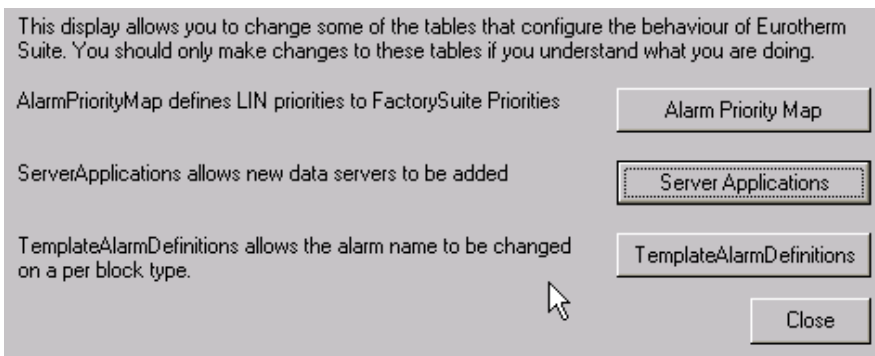 This display allows you to change some of the tables that configure the behaviour of Eurotherm
Suite. You should only make changes to these tables if you understand what you are doing.
AlarmPriorityMap defines LIN priorities to FactorySuite Priorities
Alarm Priority Map
ServerApplications allows new data servers to be added
Server Applications
TemplateAlarmDefinitions allows the alarm name to be changed
on a per block type.
TemplateAlarmDefinitions
Close